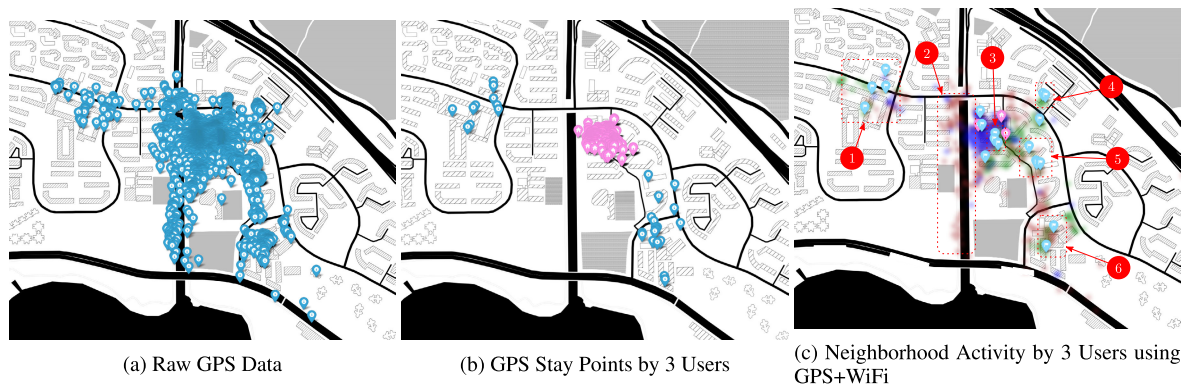 2
3
4
1
5
6
(a) Raw GPS Data
(b) GPS Stay Points by 3 Users
(c) Neighborhood Activity by 3 Users using
GPS+WiFi